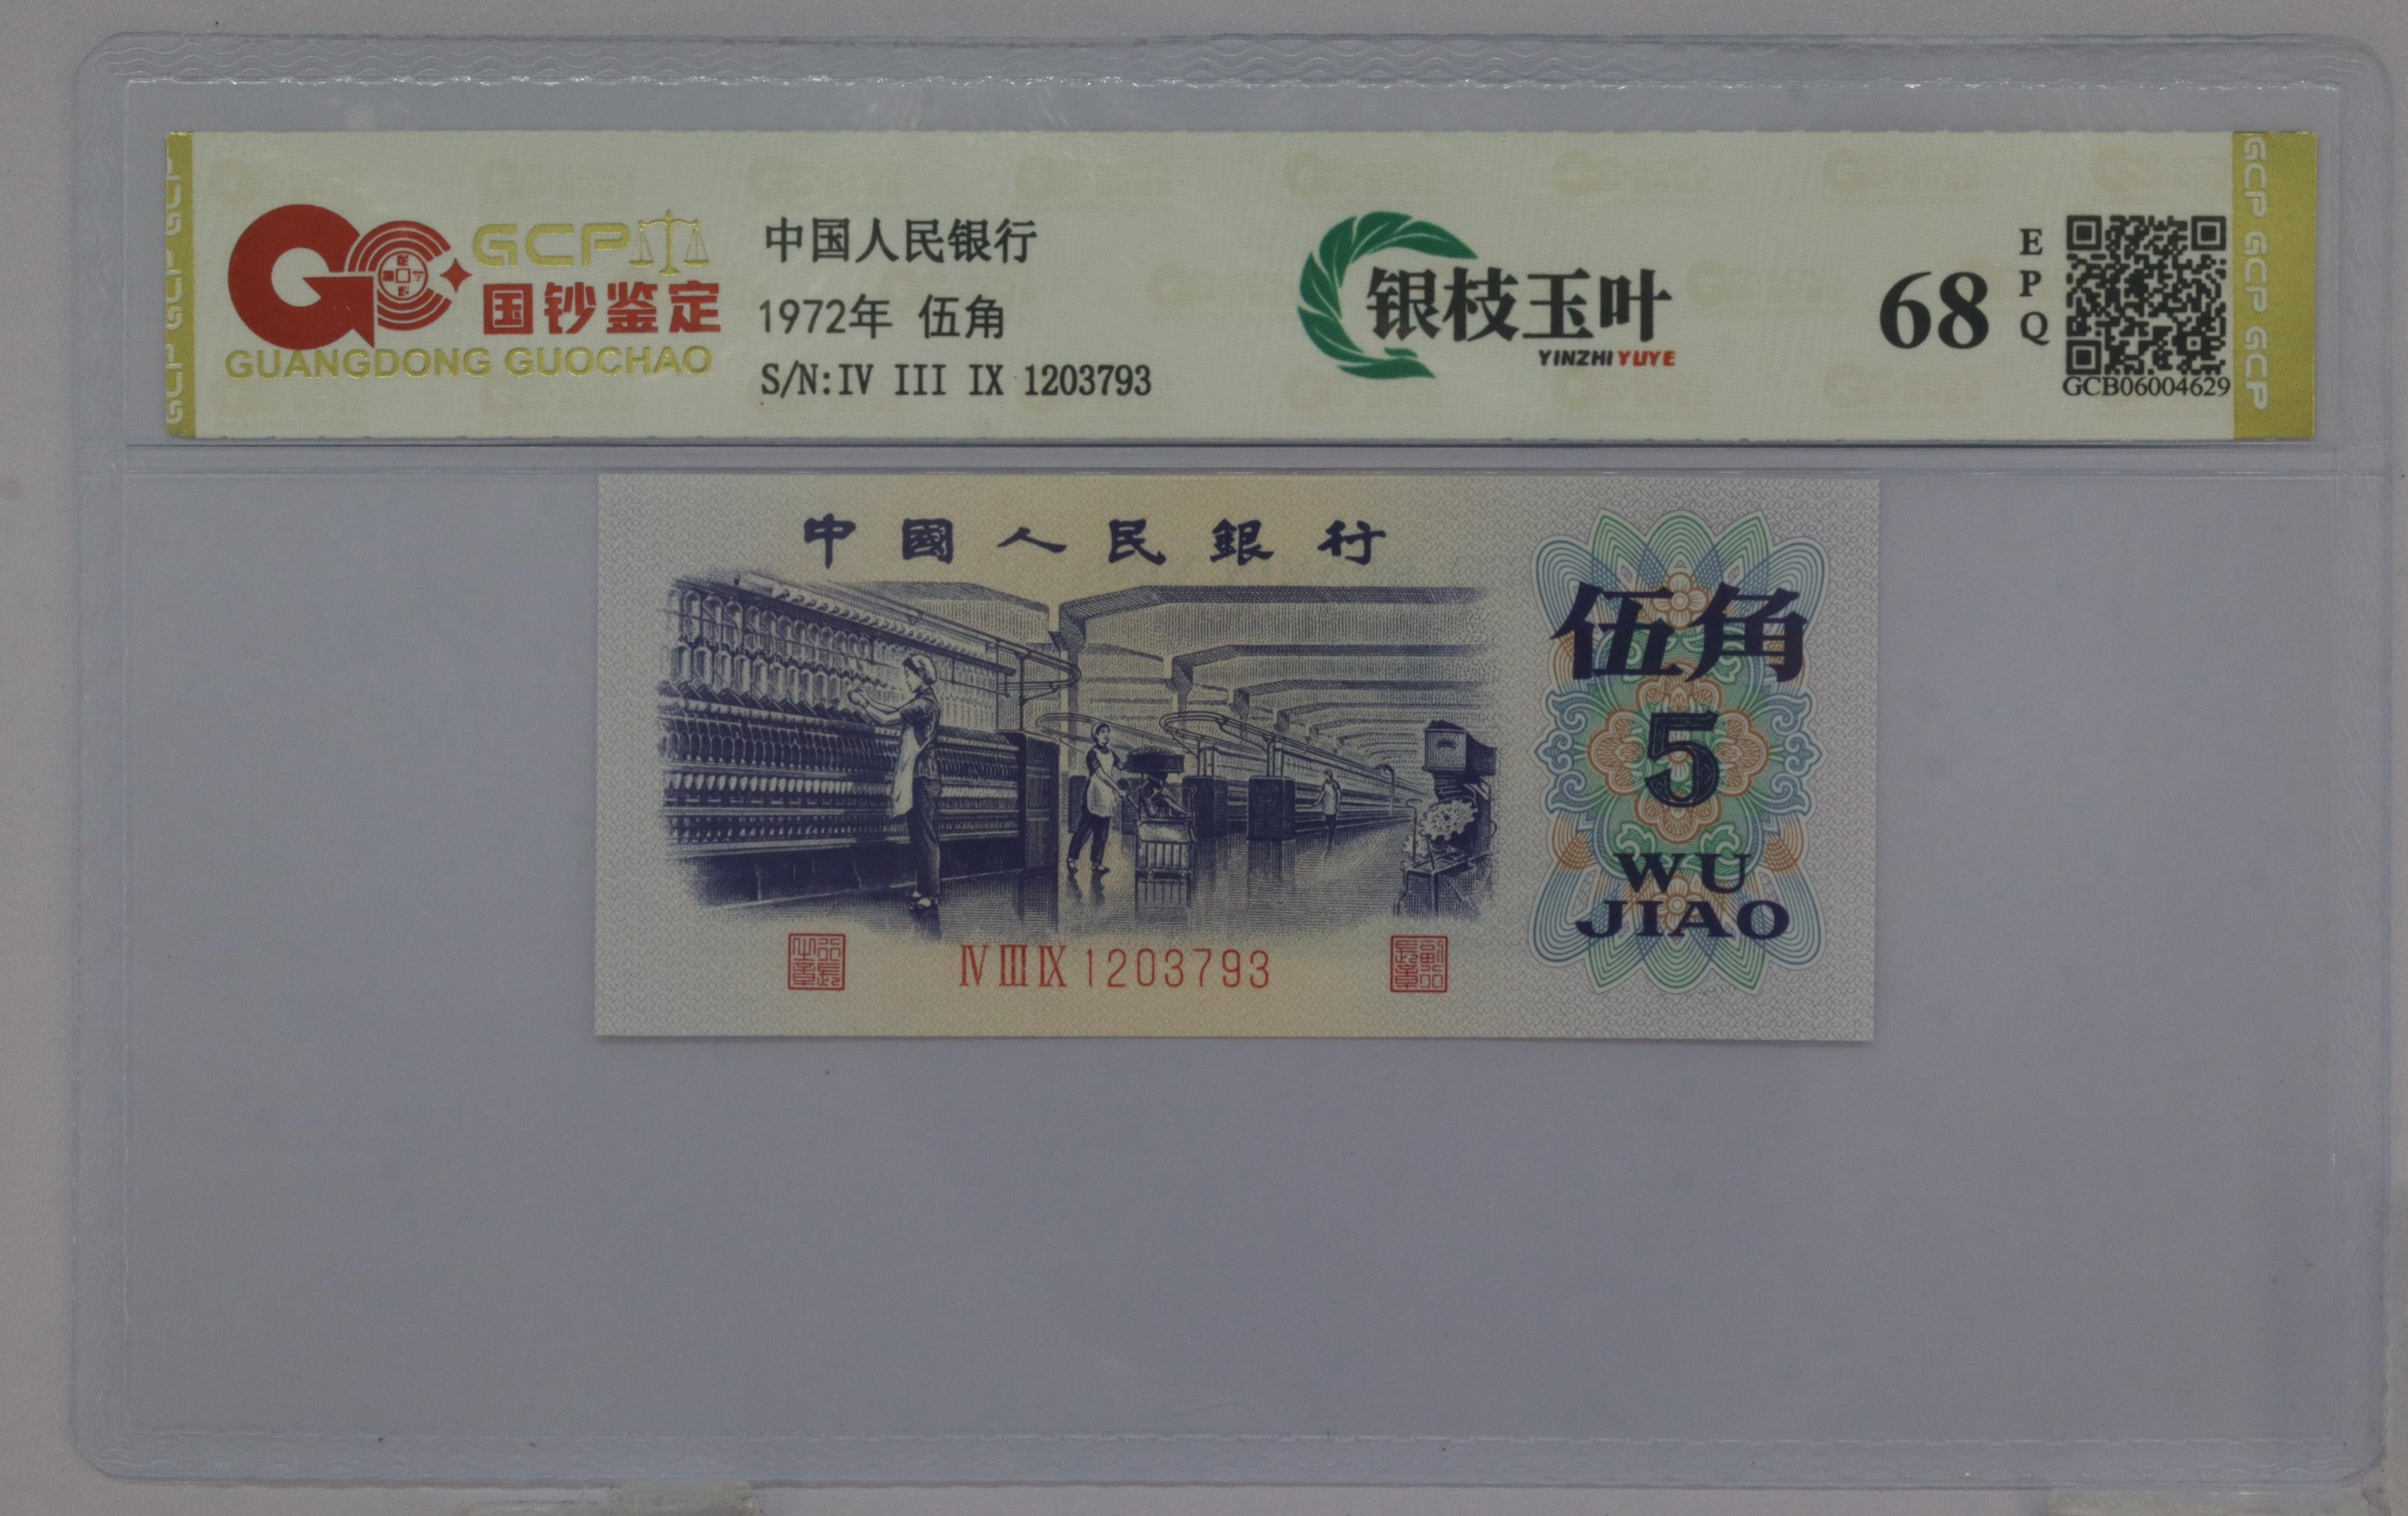 GCP
国钞鉴定
GUANGDONG GUOCHAO
中国人民银行
1972年 伍角
S/N:IV III IX 1203793
银枝玉叶
YINZHI YUYE
68
E
P
Q
GCB06004629
GCP GCP GCP
中國人民銀行
伍角
5
WU
JIAO
IV III IX 1203793